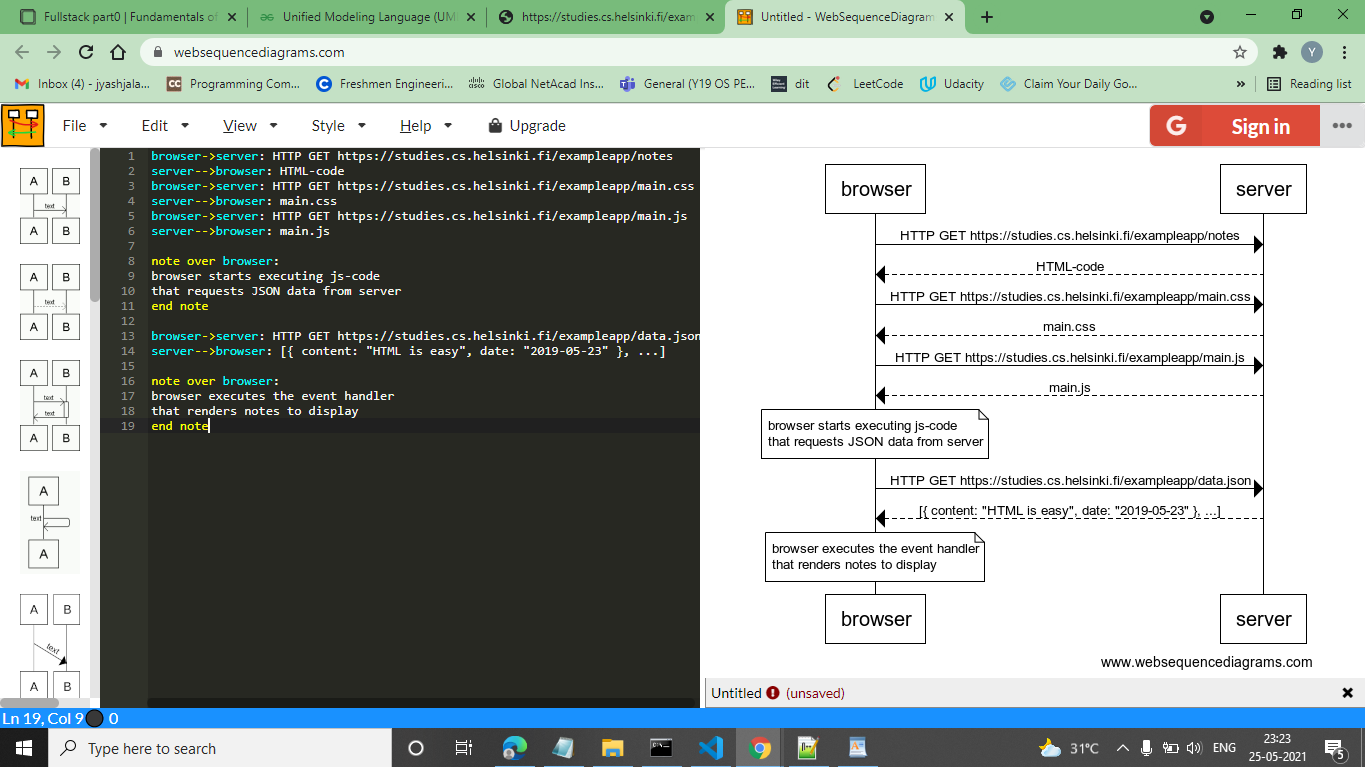 Fullstack part0 | Fundamentals of
Unified Modeling Language (UM
https://studies.cs.helsinki.fi/exam
Untitled - WebSequenceDiagram
websequencediagrams.com
Y
Inbox (4) - jyashjala...
CC Programming Com...
Freshmen Engineeri...
Global NetAcad Ins...
General (Y19 OS PE...
dit
LeetCode
Udacity
Claim Your Daily Go...
»
Reading list
File
Edit
View
Style
Help
Upgrade
G Sign in
•••
A B
text
A B
A B
text
A B
A B
text
text
A B
A
text
A
A B
text
A B
1 browser->server: HTTP GET https://studies.cs.helsinki.fi/exampleapp/notes
2 server-->browser: HTML-code
3 browser->server: HTTP GET https://studies.cs.helsinki.fi/exampleapp/main.css
4 server-->browser: main.css
5 browser->server: HTTP GET https://studies.cs.helsinki.fi/exampleapp/main.js
6 server-->browser: main.js
7
8 note over browser:
9 browser starts executing js-code
10 that requests JSON data from server
11 end note
12
13 browser->server: HTTP GET https://studies.cs.helsinki.fi/exampleapp/data.json
14 server-->browser: [{ content: "HTML is easy", date: "2019-05-23" }, ...]
15
16 note over browser:
17 browser executes the event handler
18 that renders notes to display
19 end note
browser server
HTTP GET https://studies.cs.helsinki.fi/exampleapp/notes
HTML-code
HTTP GET https://studies.cs.helsinki.fi/exampleapp/main.css
main.css
HTTP GET https://studies.cs.helsinki.fi/exampleapp/main.js
main.js
browser starts executing js-code
that requests JSON data from server
HTTP GET https://studies.cs.helsinki.fi/exampleapp/data.json
[{ content: "HTML is easy", date: "2019-05-23" }, ...]
browser executes the event handler
that renders notes to display
browser server
www.websequencediagrams.com
Untitled (unsaved)
Ln 19, Col 9 0
Type here to search
31°C
ENG
23:23
25-05-2021
5